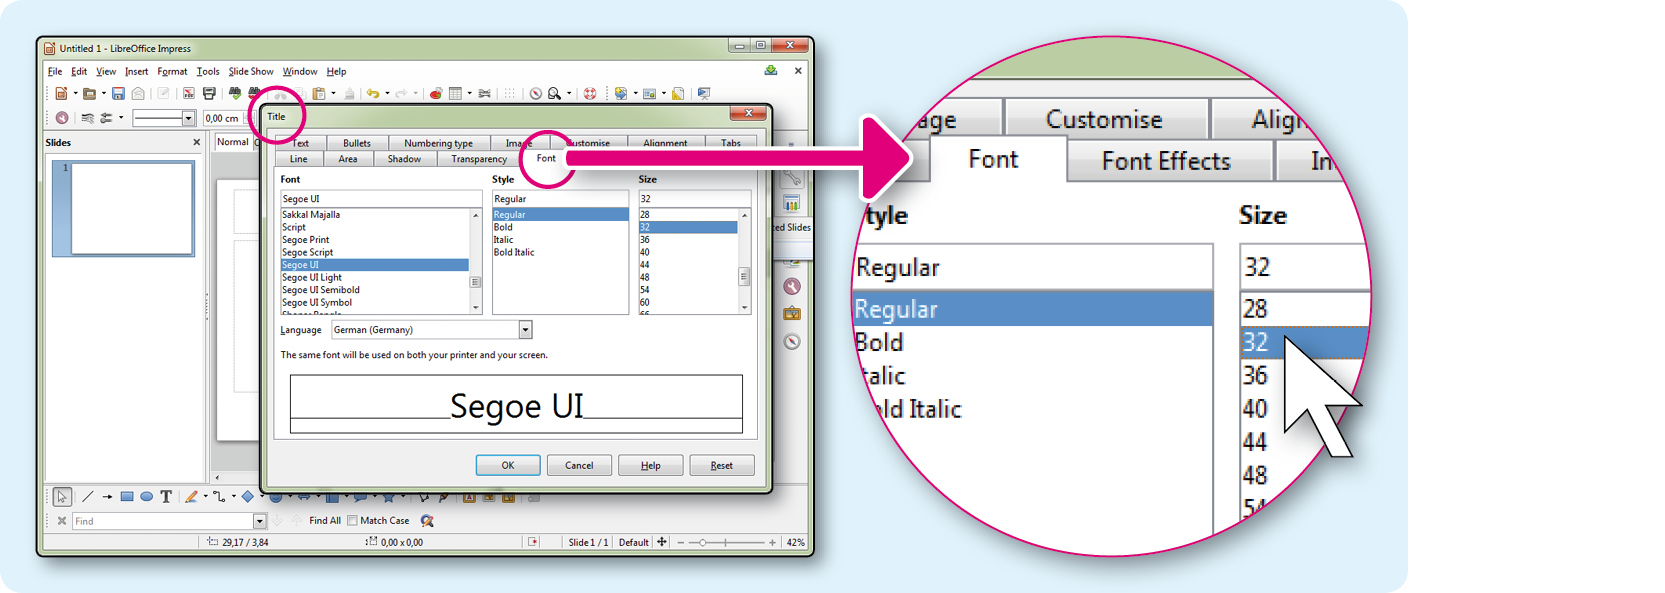 Untitled 1 - LibreOffice Impress
File Edit View Insert Format Tools Slide Show Window Help
0,00 cm
Title
Slides
Normal
1
Text Bullets Numbering type Image Customise Alignment Tabs
Line Area Shadow Transparency Font
Font Style Size
Segoe UI Regular 32
Sakkal Majalla Regular 28
Script Bold 32
Segoe Print Italic 36
Segoe Script Bold Italic 40
Segoe UI 44
Segoe UI Light 48
Segoe UI Semibold 54
Segoe UI Symbol 60
Language German (Germany)
The same font will be used on both your printer and your screen.
Segoe UI
OK Cancel Help Reset
ed Slides
Find Find All Match Case
29,17 / 3,84 0,00 x 0,00 Slide 1 / 1 Default 42%
age Customise Align
Font Font Effects In
tyle Size
Regular 32
Regular 28
Bold 32
talic 36
ld Italic 40
44
48
54